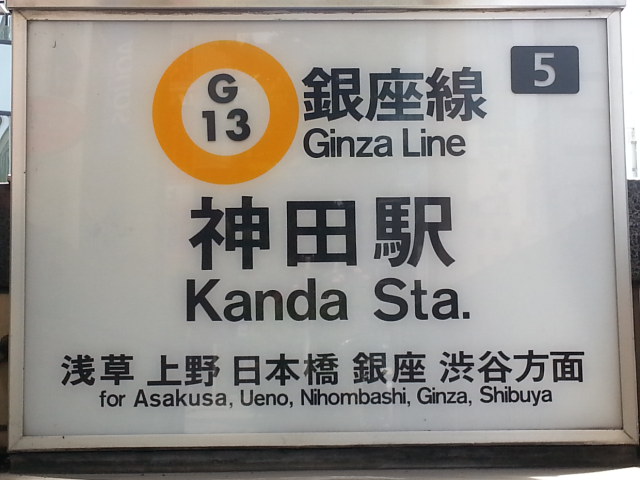 G
13
銀座線
5
Ginza Line
神田駅
Kanda Sta.
浅草 上野 日本橋 銀座 渋谷方面
for Asakusa, Ueno, Nihombashi, Ginza, Shibuya